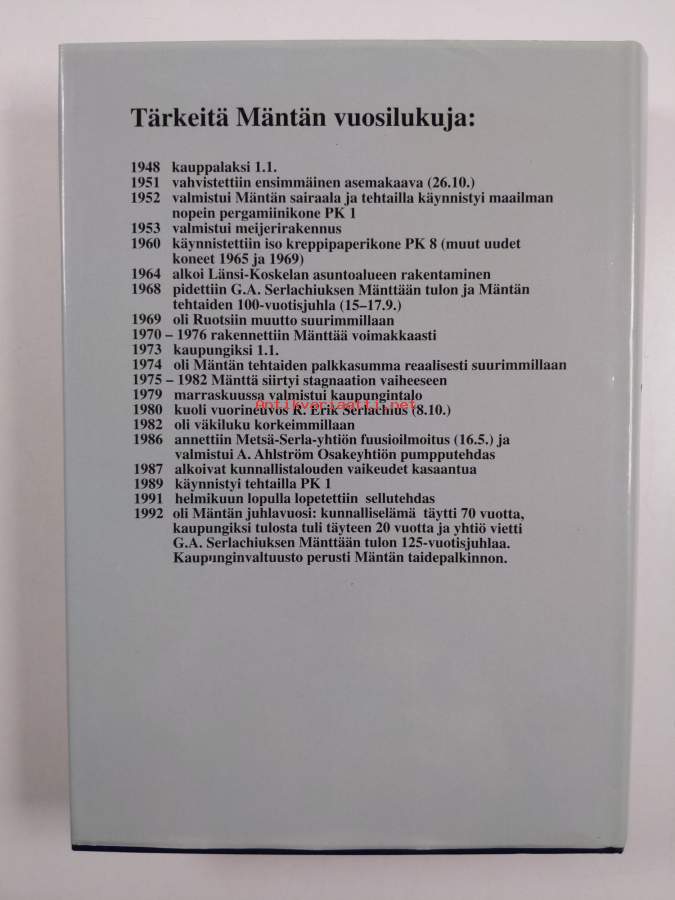 Tärkeitä Mäntän vuosilukuja:
1948 kauppalaksi 1.1.
1951 vahvistettiin ensimmäinen asemakaava (26.10.)
1952 valmistui Mäntän sairaala ja tehtailla käynnistyi maailman
nopein pergamiinikone PK 1
1953 valmistui meijerirakennus
1960 käynnistettiin iso kreppipaperikone PK 8 (muut uudet
koneet 1965 ja 1969)
1964 alkoi Länsi-Koskelan asuntoalueen rakentaminen
1968 pidettiin G.A. Serlachiuksen Mänttään tulon ja Mäntän
tehtaiden 100-vuotisjuhla (15–17.9.)
1969 oli Ruotsiin muutto suurimmillaan
1970 – 1976 rakennettiin Mänttää voimakkaasti
1973 kaupungiksi 1.1.
1974 oli Mäntän tehtaiden palkkasumma reaalisesti suurimmillaan
1975 – 1982 Mänttä siirtyi stagnaation vaiheeseen
1979 marraskuussa valmistui kaupungintalo
Antikvariaatti.net
1980 kuoli vuorineuvos R. Erik Serlachius (8.10.)
1982 oli väkiluku korkeimmillaan
1986 annettiin Metsä-Serla-yhtiön fuusioilmoitus (16.5.) ja
valmistui A. Ahlström Osakeyhtiön pumpputehdas
1987 alkoivat kunnallistalouden vaikeudet kasaantua
1989 käynnistyi tehtailla PK 1
1991 helmikuun lopulla lopetettiin sellutehdas
1992 oli Mäntän juhlavuosi: kunnalliselämä täytti 70 vuotta,
kaupungiksi tulosta tuli täyteen 20 vuotta ja yhtiö vietti
G.A. Serlachiuksen Mänttään tulon 125-vuotisjuhlaa.
Kaupunginvaltuusto perusti Mäntän taidepalkinnon.